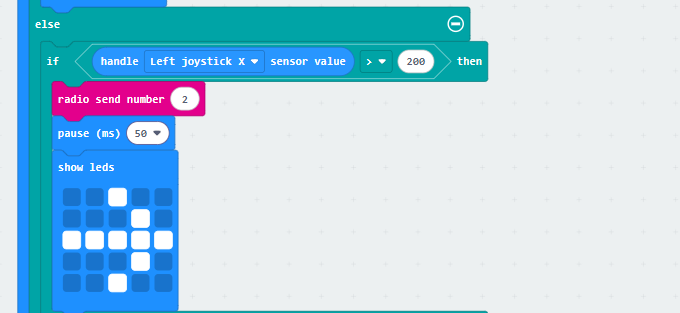 else
if handle Left joystick X sensor value > 200 then
radio send number 2
pause (ms) 50
show leds